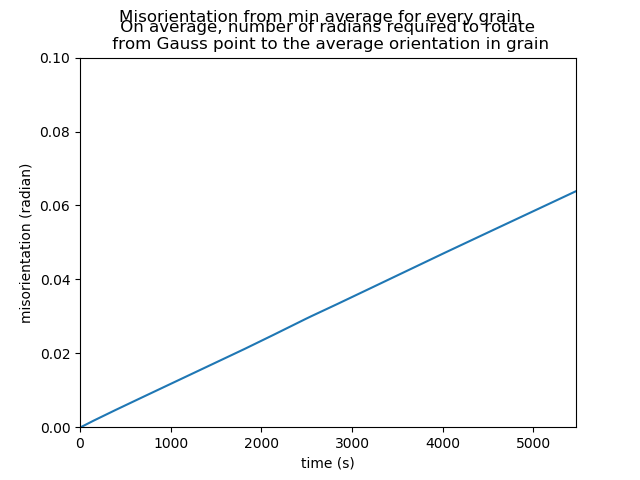 Misorientation from min average for every grain
On average, number of radians required to rotate
from Gauss point to the average orientation in grain
0.10
0.08
0.06
0.04
0.02
0.00
misorientation (radian)
0 1000 2000 3000 4000 5000
time (s)